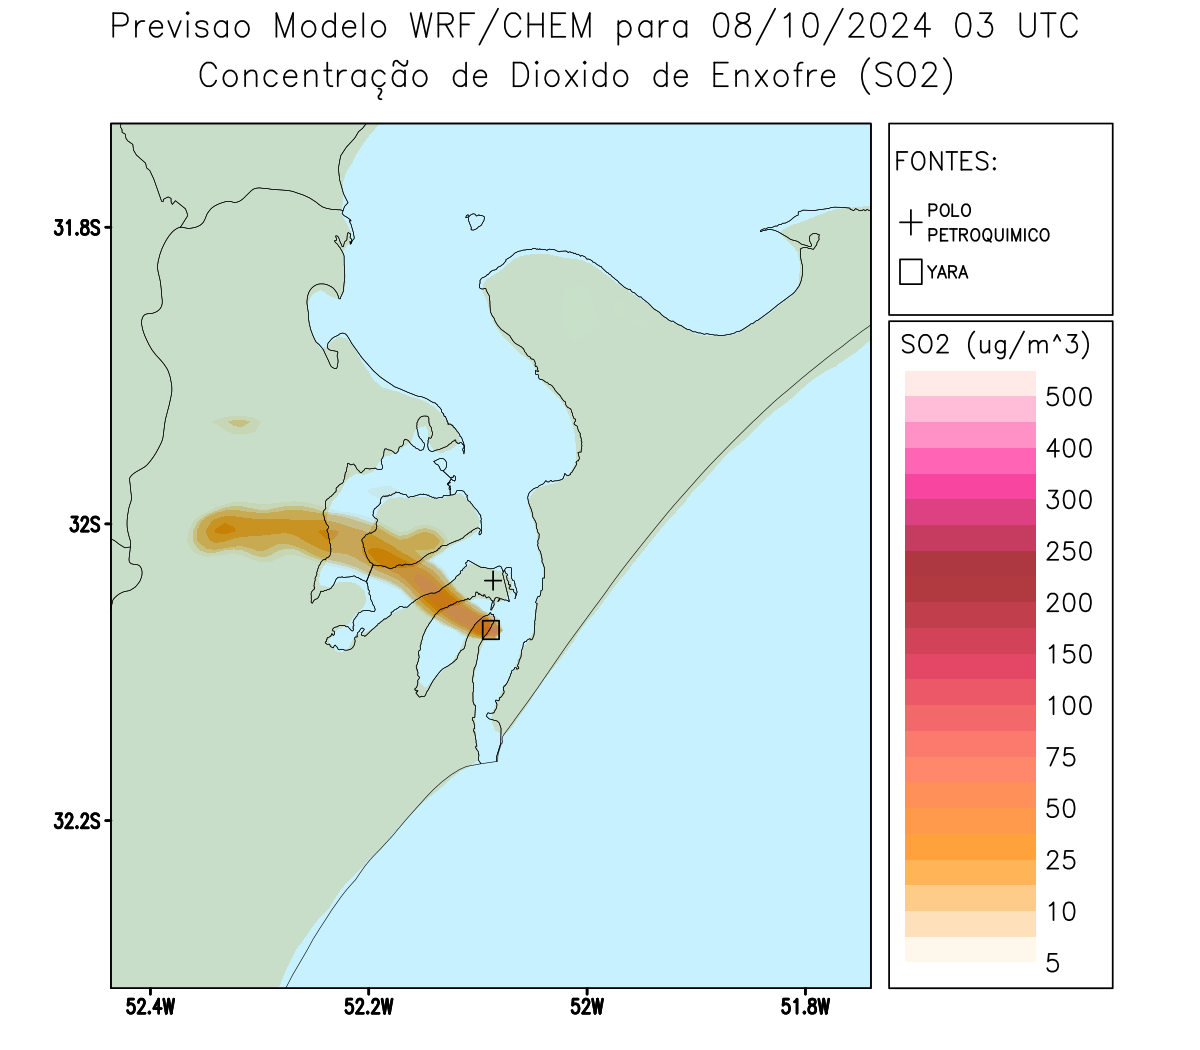 Previsao Modelo WRF/CHEM para 08/10/2024 03 UTC
Concentração de Dioxido de Enxofre (SO2)
FONTES:
POLO
PETROQUIMICO
YARA
31.8S
32S
32.2S
52.4W
52.2W
52W
51.8W
SO2 (ug/m^3)
500
400
300
250
200
150
100
75
50
25
10
5